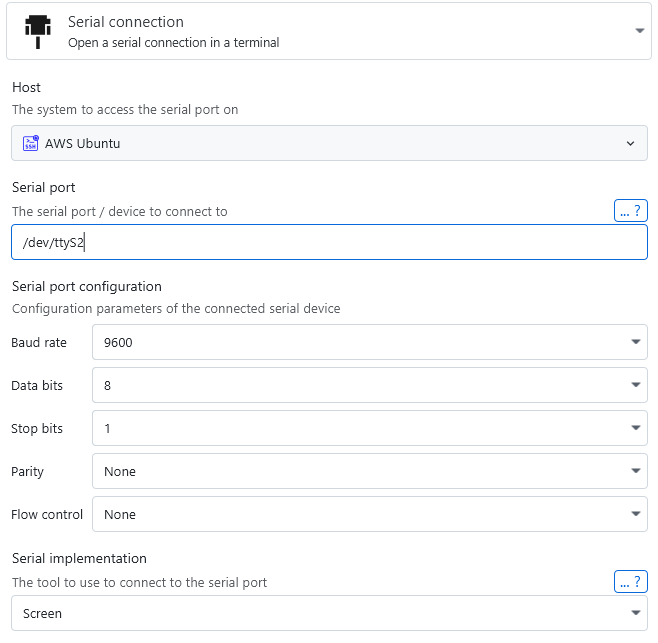 Serial connection
Open a serial connection in a terminal
Host
The system to access the serial port on
SSH AWS Ubuntu
Serial port
The serial port / device to connect to
... ?
/dev/ttyS2
Serial port configuration
Configuration parameters of the connected serial device
Baud rate 9600
Data bits 8
Stop bits 1
Parity None
Flow control None
Serial implementation
The tool to use to connect to the serial port
... ?
Screen